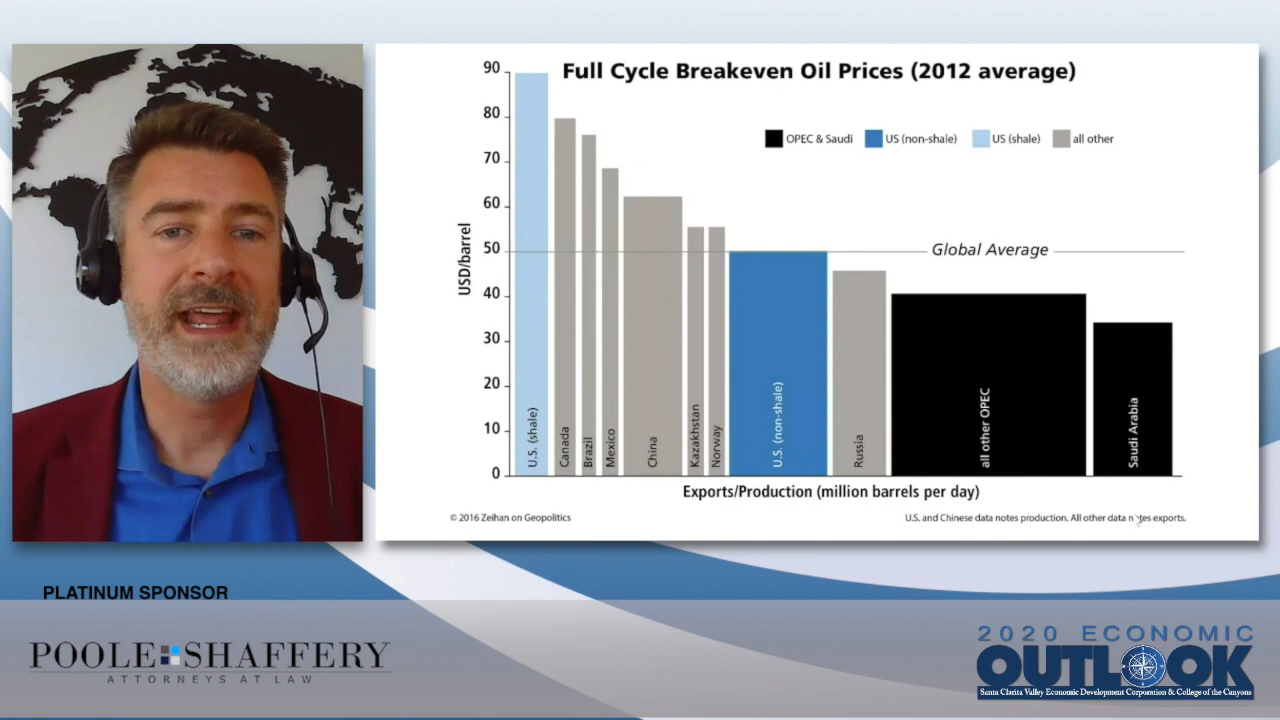 Full Cycle Breakeven Oil Prices (2012 average)
OPEC & Saudi
US (non-shale)
US (shale)
all other
90
80
70
60
50
40
30
20
10
0
USD/barrel
Global Average
U.S. (shale)
Canada
Brazil
Mexico
China
Kazakhstan
Norway
U.S. (non-shale)
Russia
all other OPEC
Saudi Arabia
Exports/Production (million barrels per day)
© 2016 Zeihan on Geopolitics
U.S. and Chinese data notes production. All other data n tes exports.
PLATINUM SPONSOR
POOLE SHAFFERY
ATTORNEYS AT LAW
2020 ECONOMIC
OUTLOOK
Santa Clarita Valley Economic Development Corporation & College of the Canyons